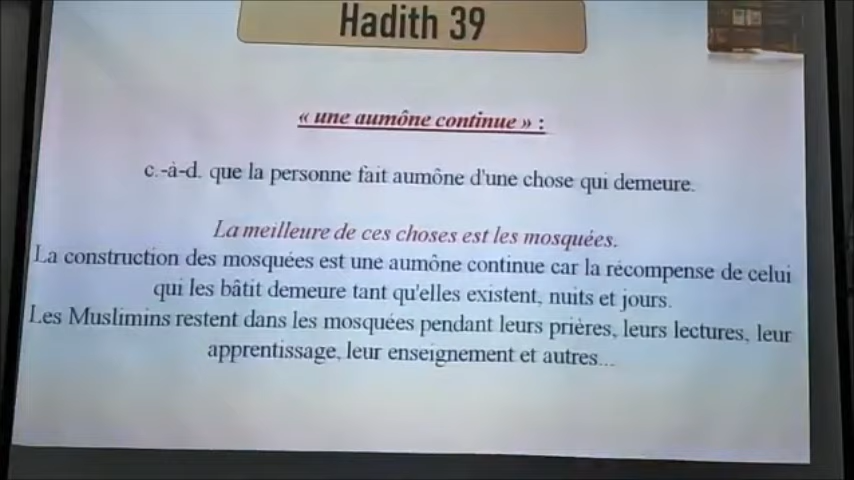 Hadith 39
« une aumône continue » :
c.-à-d. que la personne fait aumône d'une chose qui demeure.
La meilleure de ces choses est les mosquées.
La construction des mosquées est une aumône continue car la récompense de celui
qui les bâtit demeure tant qu'elles existent, nuits et jours.
Les Muslimins restent dans les mosquées pendant leurs prières, leurs lectures, leur
apprentissage, leur enseignement et autres...